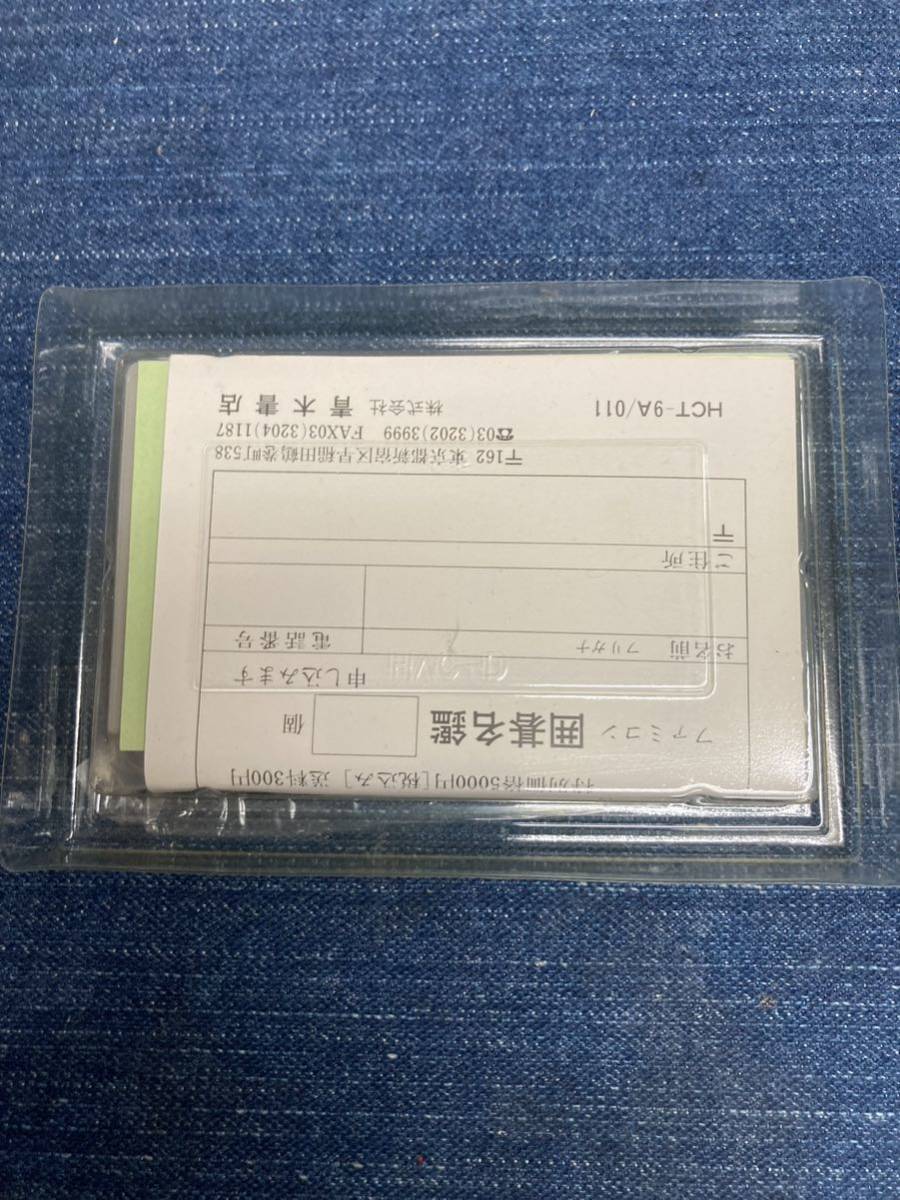 特別価格5000円[税込み] 送料300円
ファミコン 囲碁名鑑 個
申し込みます
お名前 フリガナ 電話番号
ご住所
〒
〒162 東京都新宿区早稲田鶴巻町538
☎03(3202)3999 FAX03(3204)1187
株式会社 青木書店
HCT-9A/011